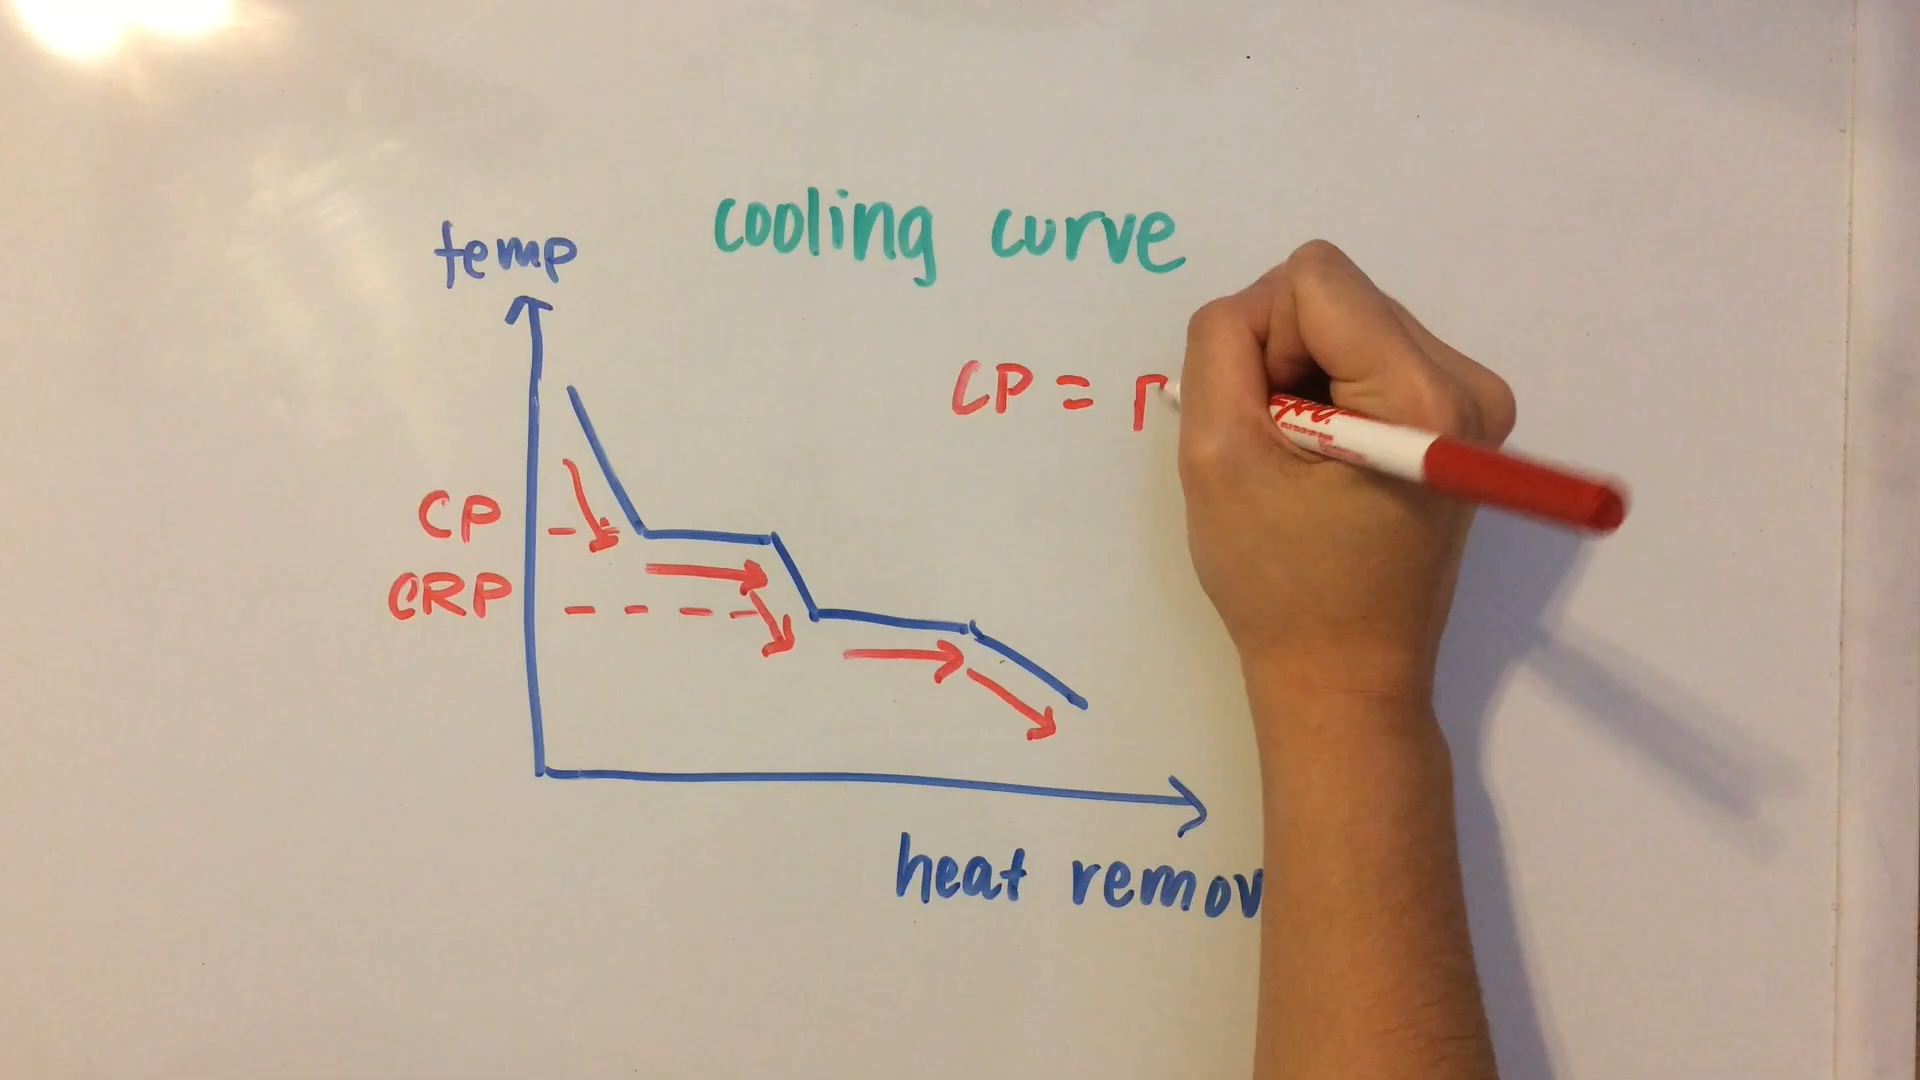 cooling curve
temp
CP =
CP
CRP
heat remov